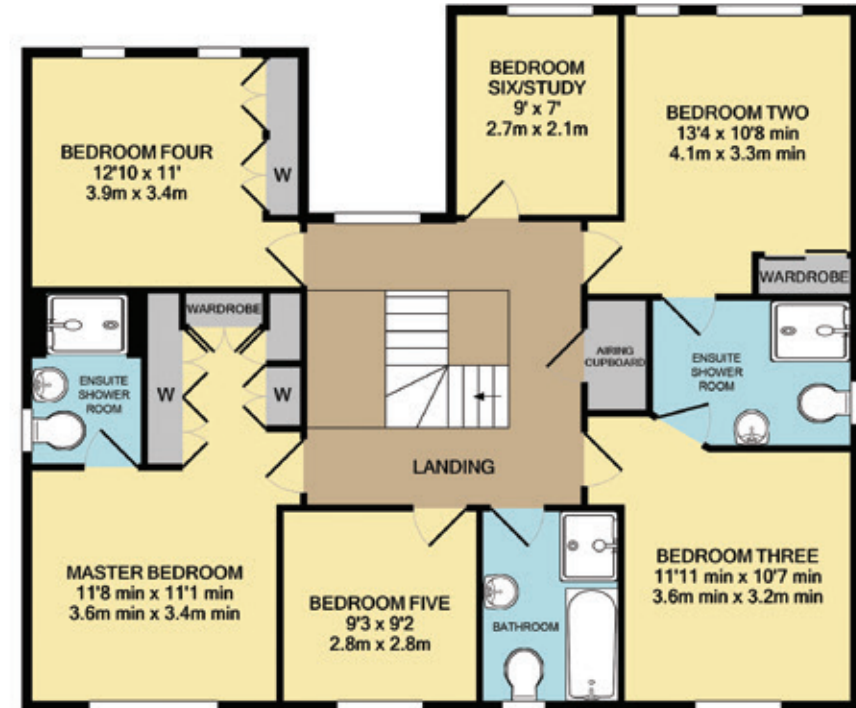 BEDROOM FOUR
12'10 x 11'
3.9m x 3.4m
W
BEDROOM
SIX/STUDY
9' x 7'
2.7m x 2.1m
BEDROOM TWO
13'4 x 10'8 min
4.1m x 3.3m min
WARDROBE
WARDROBE
W
W
ENSUITE
SHOWER
ROOM
AIRING
CUPBOARD
ENSUITE
SHOWER
ROOM
LANDING
MASTER BEDROOM
11'8 min x 11'1 min
3.6m min x 3.4m min
BEDROOM FIVE
9'3 x 9'2
2.8m x 2.8m
BATHROOM
BEDROOM THREE
11'11 min x 10'7 min
3.6m min x 3.2m min